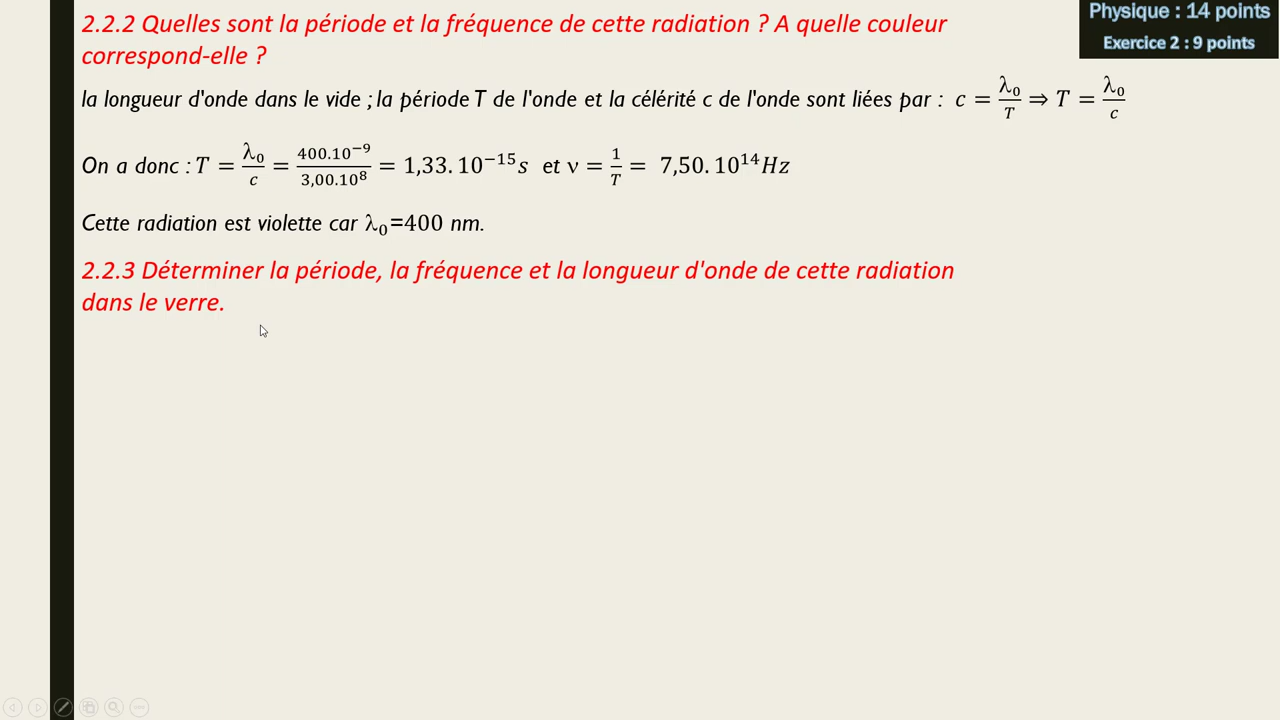 Physique : 14 points
Exercice 2 : 9 points
2.2.2 Quelles sont la période et la fréquence de cette radiation ? A quelle couleur
correspond-elle ?
la longueur d'onde dans le vide ; la période T de l'onde et la célérité c de l'onde sont liées par : c = λ₀/T ⇒ T = λ₀/c
On a donc : T = λ₀/c = 400.10⁻⁹/3,00.10⁸ = 1,33. 10⁻¹⁵s et ν = 1/T = 7,50. 10¹⁴Hz
Cette radiation est violette car λ₀=400 nm.
2.2.3 Déterminer la période, la fréquence et la longueur d'onde de cette radiation
dans le verre.